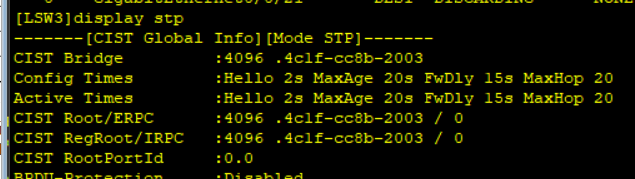 0 GigabitEthernet0/0/21 DESI DISCARDING NONE
[LSW3]display stp
-------[CIST Global Info][Mode STP]-------
CIST Bridge :4096 .4c1f-cc8b-2003
Config Times :Hello 2s MaxAge 20s FwDly 15s MaxHop 20
Active Times :Hello 2s MaxAge 20s FwDly 15s MaxHop 20
CIST Root/ERPC :4096 .4c1f-cc8b-2003 / 0
CIST RegRoot/IRPC :4096 .4c1f-cc8b-2003 / 0
CIST RootPortId :0.0
BPDU-Protection :Disabled